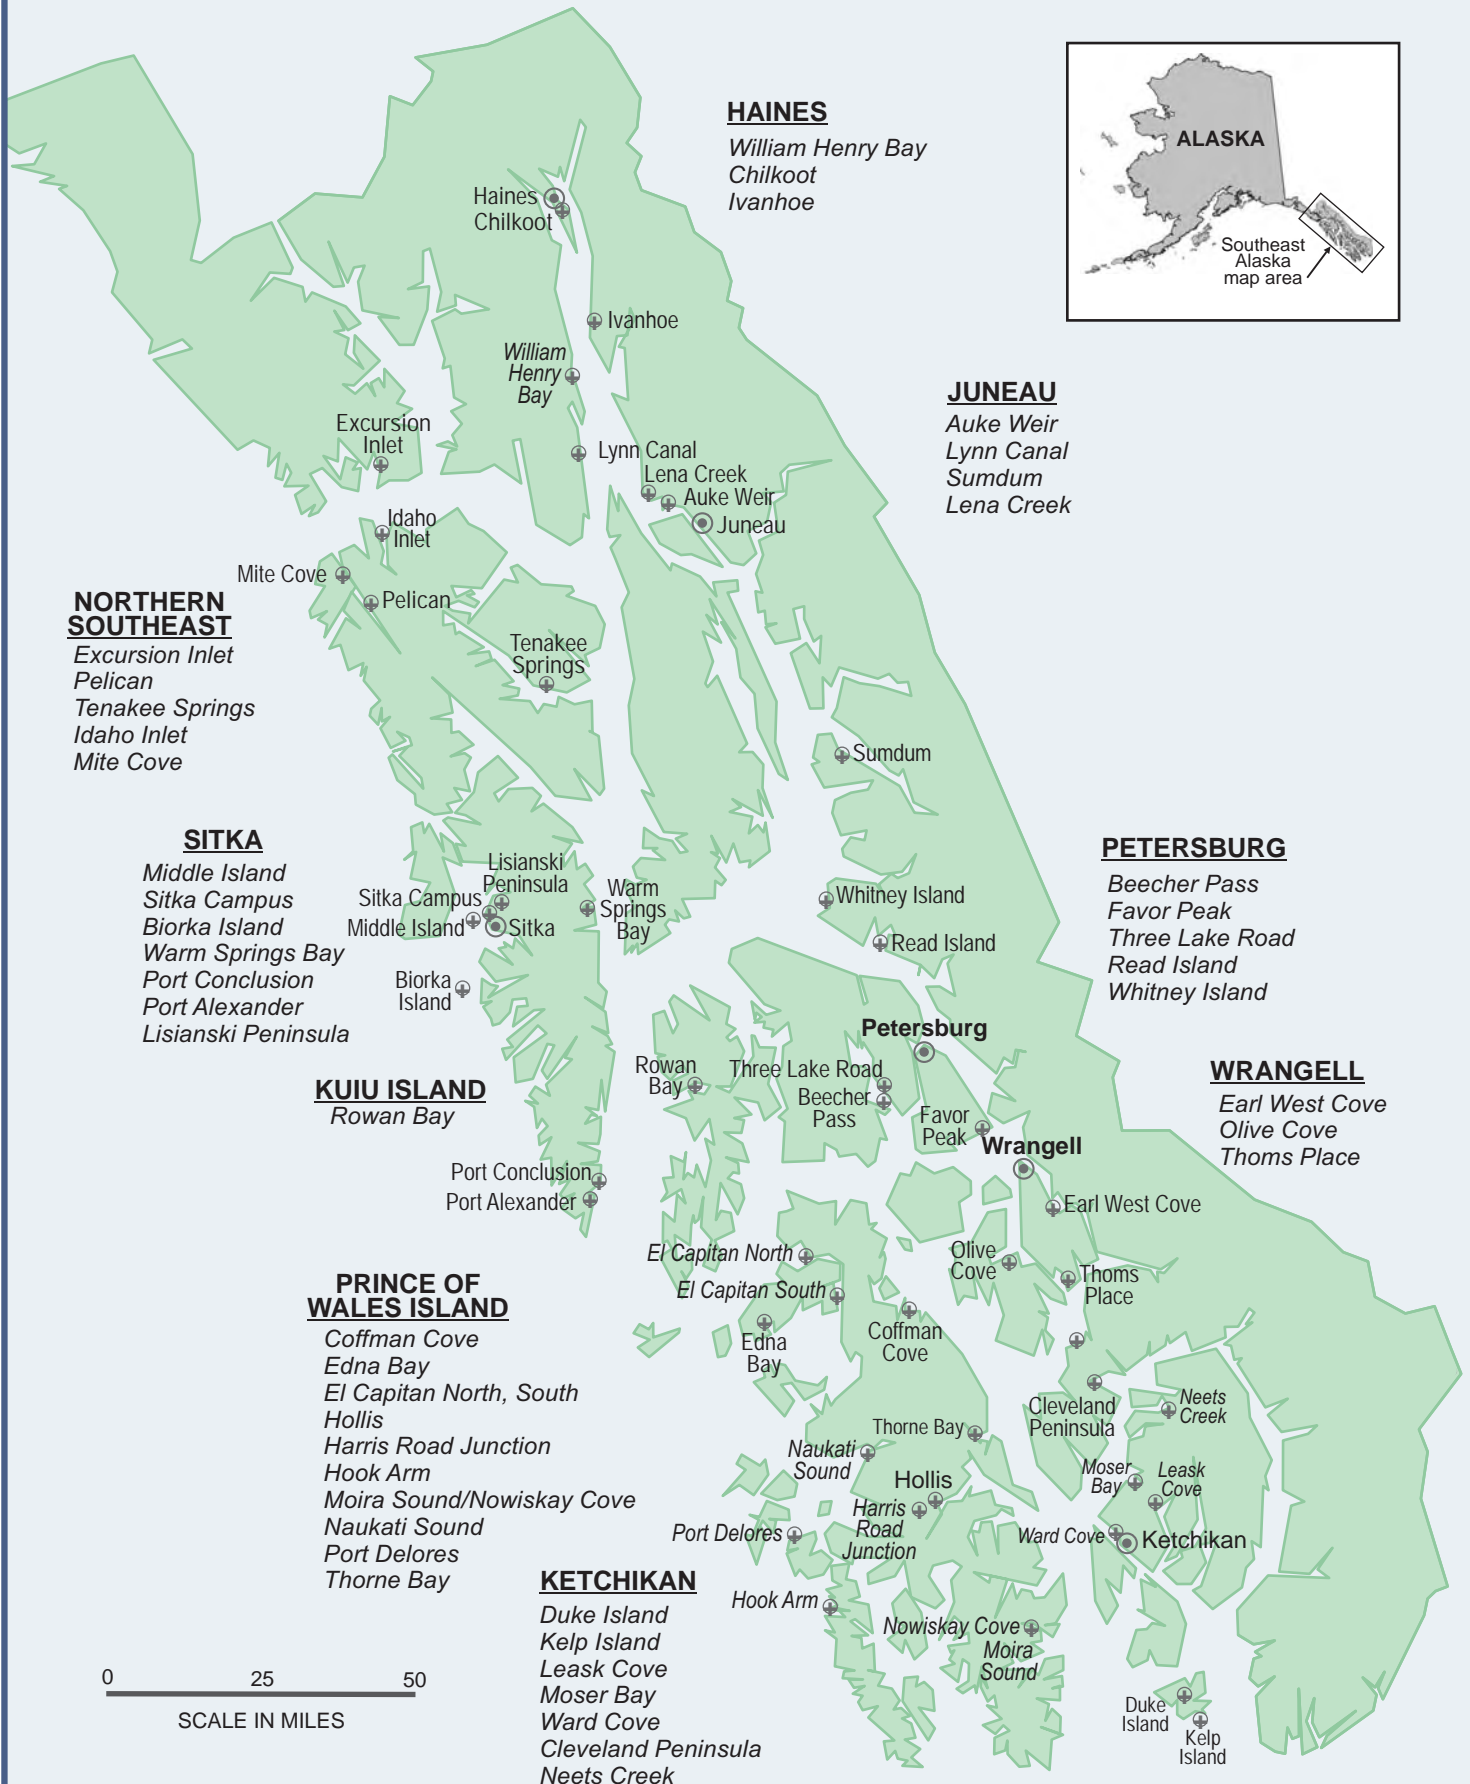 HAINES
William Henry Bay
Chilkoot
Ivanhoe
ALASKA
Southeast
Alaska
map area
Haines
Chilkoot
Ivanhoe
William
Henry
Bay
JUNEAU
Auke Weir
Lynn Canal
Sumdum
Lena Creek
Excursion
Inlet
Lynn Canal
Lena Creek
Auke Weir
Juneau
Idaho
Inlet
Mite Cove
Pelican
NORTHERN
SOUTHEAST
Excursion Inlet
Pelican
Tenakee Springs
Idaho Inlet
Mite Cove
Tenakee
Springs
Sumdum
SITKA
Middle Island
Sitka Campus
Biorka Island
Warm Springs Bay
Port Conclusion
Port Alexander
Lisianski Peninsula
Lisianski
Peninsula
Sitka Campus
Middle Island
Sitka
Warm
Springs
Bay
Biorka
Island
Whitney Island
Read Island
PETERSBURG
Beecher Pass
Favor Peak
Three Lake Road
Read Island
Whitney Island
Petersburg
Rowan
Bay
Three Lake Road
Beecher
Pass
Favor
Peak
Wrangell
WRANGELL
Earl West Cove
Olive Cove
Thoms Place
KUIU ISLAND
Rowan Bay
Port Conclusion
Port Alexander
Earl West Cove
El Capitan North
El Capitan South
Olive
Cove
Thoms
Place
Edna
Bay
Coffman
Cove
PRINCE OF
WALES ISLAND
Coffman Cove
Edna Bay
El Capitan North, South
Hollis
Harris Road Junction
Hook Arm
Moira Sound/Nowiskay Cove
Naukati Sound
Port Delores
Thorne Bay
Cleveland
Peninsula
Neets
Creek
Thorne Bay
Naukati
Sound
Hollis
Harris
Road
Junction
Moser
Bay
Leask
Cove
Port Delores
Ward Cove
Ketchikan
KETCHIKAN
Duke Island
Kelp Island
Leask Cove
Moser Bay
Ward Cove
Cleveland Peninsula
Neets Creek
Hook Arm
Nowiskay Cove
Moira
Sound
Duke
Island
Kelp
Island
0 25 50
SCALE IN MILES